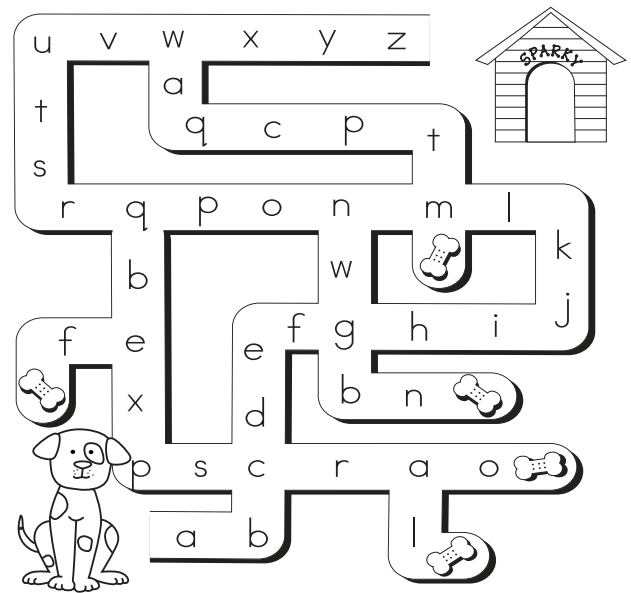 u v w x y z
SPARKY
a
t
q c p t
s
r q p o n m l
k
b w
j
f e e f g h i
x d b n
p s c r a o
a b l